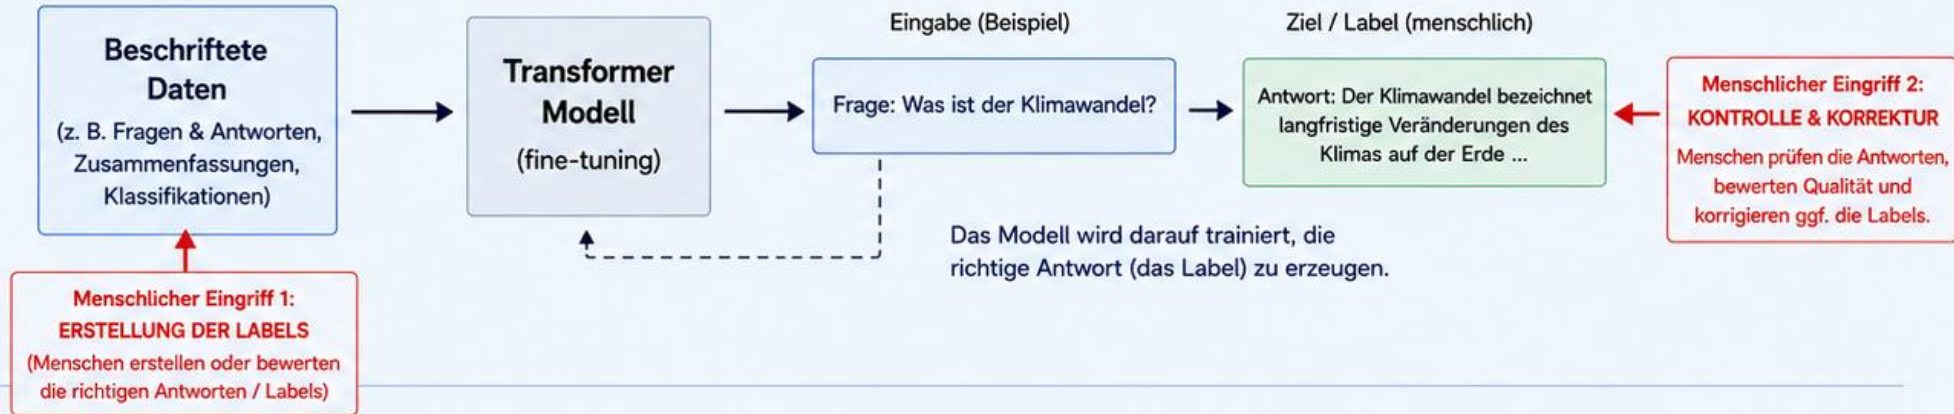 Beschriftete
Daten
(z. B. Fragen & Antworten,
Zusammenfassungen,
Klassifikationen)
Menschlicher Eingriff 1:
ERSTELLUNG DER LABELS
(Menschen erstellen oder bewerten
die richtigen Antworten / Labels)
Transformer
Modell
(fine-tuning)
Eingabe (Beispiel)
Frage: Was ist der Klimawandel?
Ziel / Label (menschlich)
Antwort: Der Klimawandel bezeichnet
langfristige Veränderungen des
Klimas auf der Erde ...
Das Modell wird darauf trainiert, die
richtige Antwort (das Label) zu erzeugen.
Menschlicher Eingriff 2:
KONTROLLE & KORREKTUR
Menschen prüfen die Antworten,
bewerten Qualität und
korrigieren ggf. die Labels.